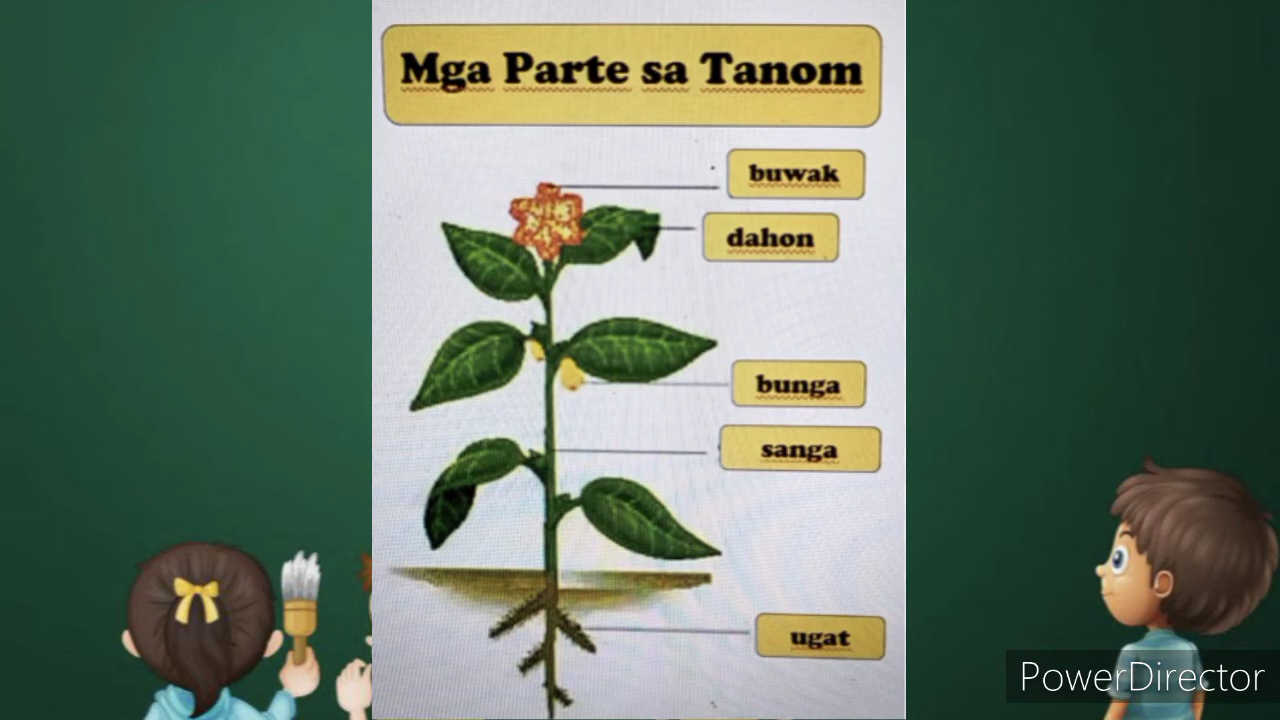 Mga Parte sa Tanom
buwak
dahon
bunga
sanga
ugat
PowerDirector